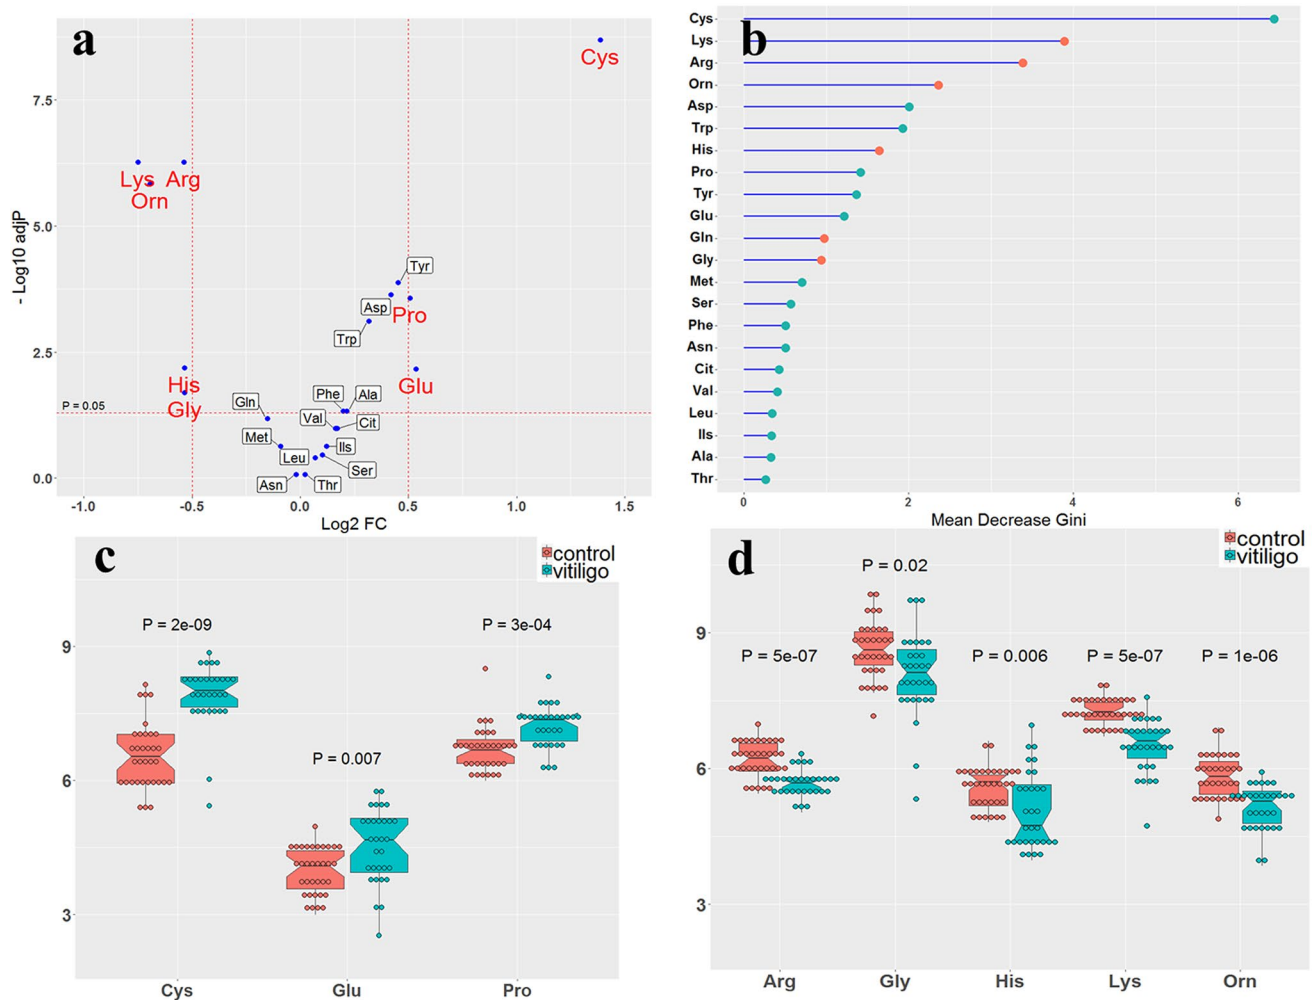 a
Cys
7.5
Lys
Arg
Orn
5.0
- Log10 adjP
Tyr
Asp
Pro
Trp
2.5
His
Glu
Gly
Phe
Ala
Gln
P = 0.05
Val
Cit
Met
Ils
Leu
Ser
0.0
Asn
Thr
-1.0
-0.5
0.0
0.5
1.0
1.5
Log2 FC
b
Cys
Lys
Arg
Orn
Asp
Trp
His
Pro
Tyr
Glu
Gln
Gly
Met
Ser
Phe
Asn
Cit
Val
Leu
Ils
Ala
Thr
0
2
4
6
Mean Decrease Gini
c
control
vitiligo
P = 2e-09
P = 3e-04
9
P = 0.007
6
3
Cys
Glu
Pro
d
control
vitiligo
P = 0.02
9
P = 5e-07
P = 0.006
P = 5e-07
P = 1e-06
6
3
Arg
Gly
His
Lys
Orn